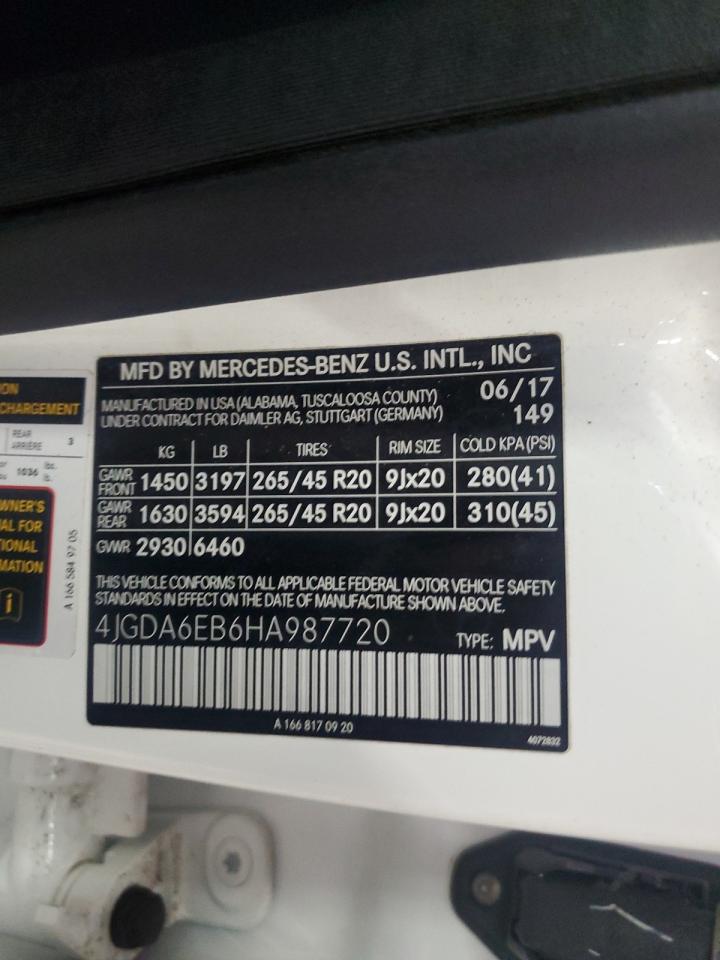 MFD BY MERCEDES-BENZ U.S. INTL., INC
MANUFACTURED IN USA (ALABAMA, TUSCALOOSA COUNTY) 06/17
UNDER CONTRACT FOR DAIMLER AG, STUTTGART (GERMANY) 149
KG LB TIRES RIM SIZE COLD KPA (PSI)
GAWR FRONT 1450 3197 265/45 R20 9Jx20 280(41)
GAWR REAR 1630 3594 265/45 R20 9Jx20 310(45)
GVWR 2930 6460
THIS VEHICLE CONFORMS TO ALL APPLICABLE FEDERAL MOTOR VEHICLE SAFETY
STANDARDS IN EFFECT ON THE DATE OF MANUFACTURE SHOWN ABOVE.
4JGDA6EB6HA987720 TYPE: MPV
A 166 817 09 20
4072832
CHARGEMENT
REAR 3
ARRIÈRE
1036 lbs.
OWNER'S
FOR
A 166 584 97 05